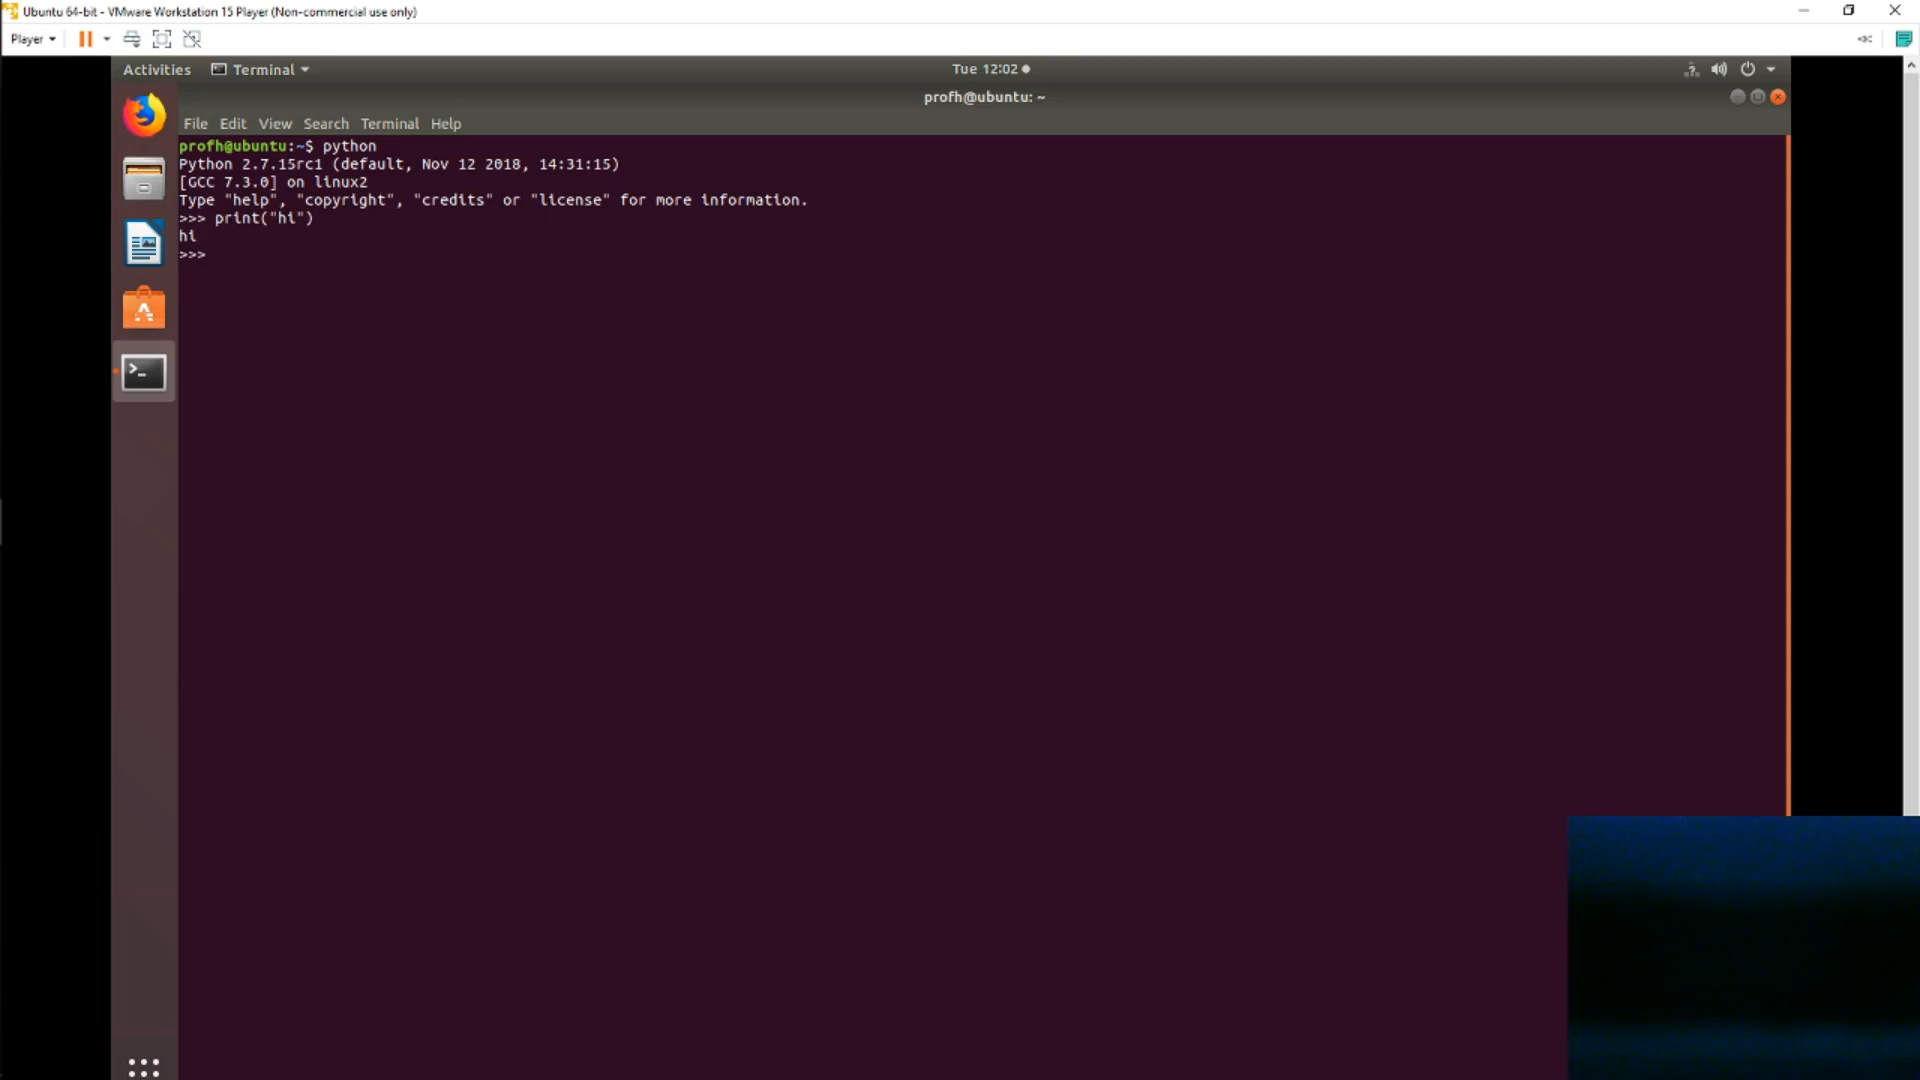 Ubuntu 64-bit - VMware Workstation 15 Player (Non-commercial use only)
Player
Activities Terminal Tue 12:02
profh@ubuntu: ~
File Edit View Search Terminal Help
profh@ubuntu:~$ python
Python 2.7.15rc1 (default, Nov 12 2018, 14:31:15)
[GCC 7.3.0] on linux2
Type "help", "copyright", "credits" or "license" for more information.
>>> print("hi")
hi
>>>